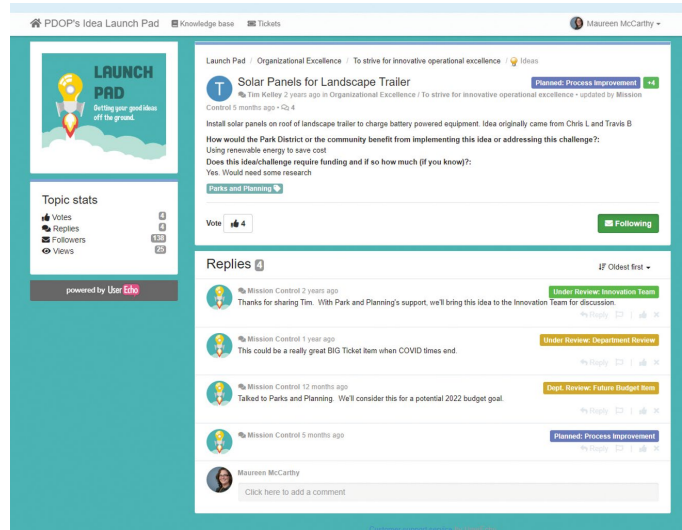 PDOP's Idea Launch Pad Knowledge base Tickets Maureen McCarthy
LAUNCH
PAD
Getting your good ideas
off the ground.
Topic stats
Votes 4
Replies 4
Followers 138
Views 25
powered by User Echo
Launch Pad / Organizational Excellence / To strive for innovative operational excellence / Ideas
T
Solar Panels for Landscape Trailer Planned: Process Improvement +4
Tim Kelley 2 years ago in Organizational Excellence / To strive for innovative operational excellence • updated by Mission
Control 5 months ago • 4
Install solar panels on roof of landscape trailer to charge battery powered equipment. Idea originally came from Chris L and Travis B
How would the Park District or the community benefit from implementing this idea or addressing this challenge?:
Using renewable energy to save cost
Does this idea/challenge require funding and if so how much (if you know)?:
Yes. Would need some research
Parks and Planning
Vote 4 Following
Replies 4 Oldest first
Mission Control 2 years ago Under Review: Innovation Team
Thanks for sharing Tim. With Park and Planning's support, we'll bring this idea to the Innovation Team for discussion.
Reply
Mission Control 1 year ago Under Review: Department Review
This could be a really great BIG Ticket item when COVID times end.
Reply
Mission Control 12 months ago Dept. Review: Future Budget Item
Talked to Parks and Planning. We'll consider this for a potential 2022 budget goal.
Reply
Mission Control 5 months ago Planned: Process Improvement
Reply
Maureen McCarthy
Click here to add a comment